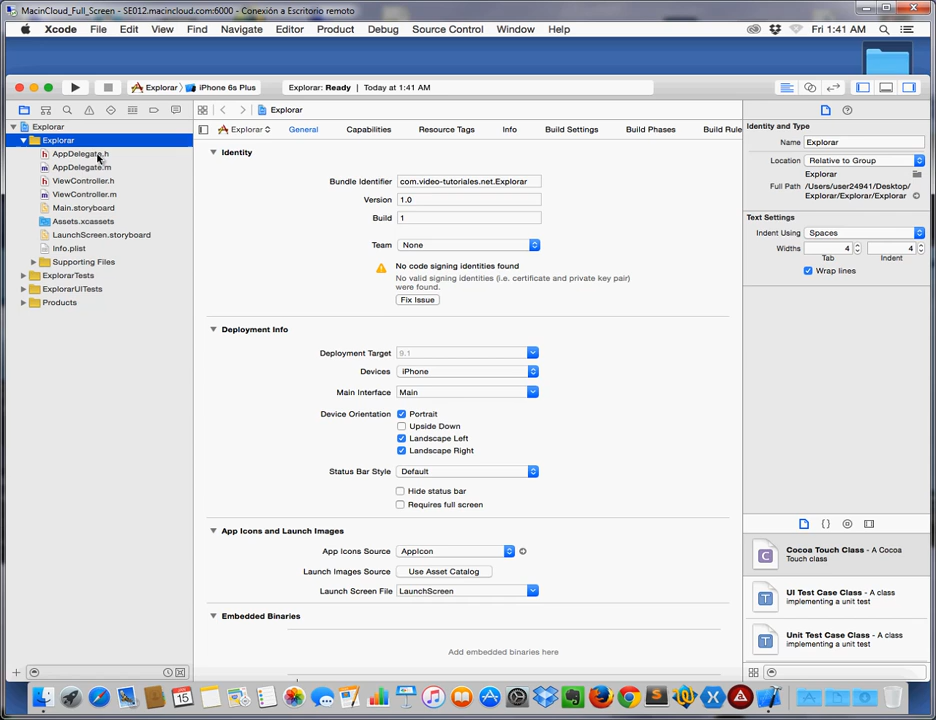 MacinCloud_Full_Screen - SE012.macincloud.com:6000 - Conexión a Escritorio remoto
Xcode File Edit View Find Navigate Editor Product Debug Source Control Window Help Fri 1:41 AM
Explorar iPhone 6s Plus Explorar: Ready | Today at 1:41 AM
Explorar
Explorar
Explorar
AppDelegate.h
AppDelegate.m
ViewController.h
ViewController.m
Main.storyboard
Assets.xcassets
LaunchScreen.storyboard
Info.plist
Supporting Files
ExplorarTests
ExplorarUITests
Products
Explorar General Capabilities Resource Tags Info Build Settings Build Phases Build Rule
Identity
Bundle Identifier com.video-tutoriales.net.Explorar
Version 1.0
Build 1
Team None
No code signing identities found
No valid signing identities (i.e. certificate and private key pair)
were found.
Fix Issue
Deployment Info
Deployment Target 9.1
Devices iPhone
Main Interface Main
Device Orientation Portrait
Upside Down
Landscape Left
Landscape Right
Status Bar Style Default
Hide status bar
Requires full screen
App Icons and Launch Images
App Icons Source AppIcon
Launch Images Source Use Asset Catalog
Launch Screen File LaunchScreen
Embedded Binaries
Add embedded binaries here
Identity and Type
Name Explorar
Location Relative to Group
Explorar
Full Path /Users/user24941/Desktop/
Explorar/Explorar/Explorar
Text Settings
Indent Using Spaces
Widths 4 4
Tab Indent
Wrap lines
Cocoa Touch Class - A Cocoa
Touch class
UI Test Case Class - A class
implementing a unit test
Unit Test Case Class - A class
implementing a unit test
15